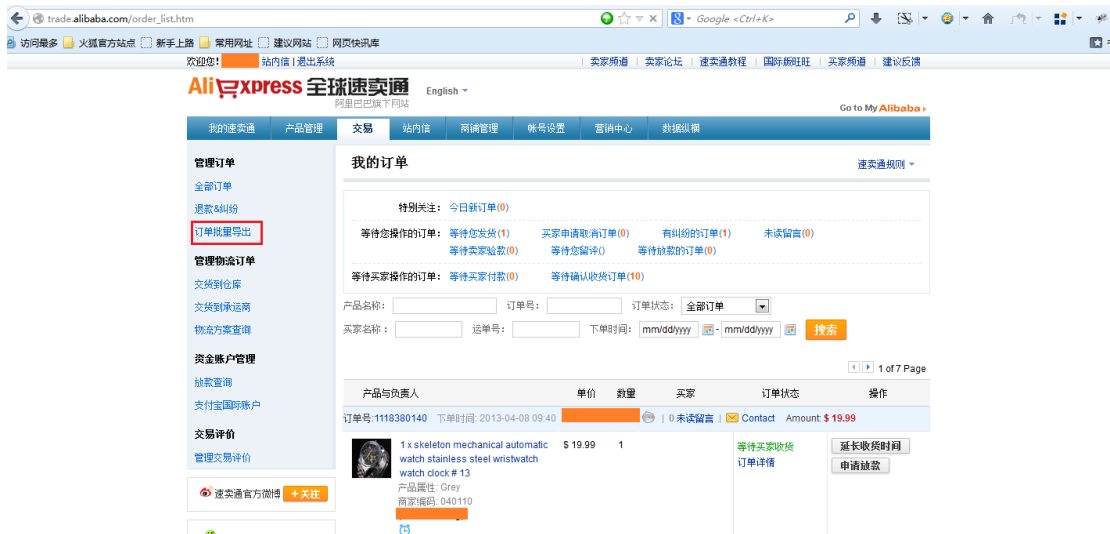 trade.alibaba.com/order_list.htm
Google <Ctrl+K>
访问最多 火狐官方站点 新手上路 常用网址 建议网站 网页快讯库
欢迎您! 站内信 | 退出系统 卖家频道 | 卖家论坛 | 速卖通教程 | 国际版旺旺 | 买家频道 | 建议反馈
AliExpress 全球速卖通 English
阿里巴巴旗下网站
Go to My Alibaba
我的速卖通 产品管理 交易 站内信 商铺管理 帐号设置 营销中心 数据纵横
管理订单
全部订单
退款&纠纷
订单批量导出
管理物流订单
交货到仓库
交货到承运商
物流方案查询
资金账户管理
放款查询
支付宝国际账户
交易评价
管理交易评价
速卖通官方微博 +关注
我的订单 速卖通规则
特别关注: 今日新订单(0)
等待您操作的订单: 等待您发货(1) 买家申请取消订单(0) 有纠纷的订单(1) 未读留言(0)
等待卖家验款(0) 等待您留评() 等待放款的订单(0)
等待买家操作的订单: 等待买家付款(0) 等待确认收货订单(10)
产品名称: 订单号: 订单状态: 全部订单
买家名称: 运单号: 下单时间: mm/dd/yyyy - mm/dd/yyyy 搜索
1 of 7 Page
产品与负责人 单价 数量 买家 订单状态 操作
订单号:1118380140 下单时间: 2013-04-08 09:40 | 0 未读留言 | Contact Amount: $ 19.99
1 x skeleton mechanical automatic $ 19.99 1 等待买家收货 延长收货时间
watch stainless steel wristwatch 订单详情 申请放款
watch clock # 13
产品属性: Grey
商家编码: 040110